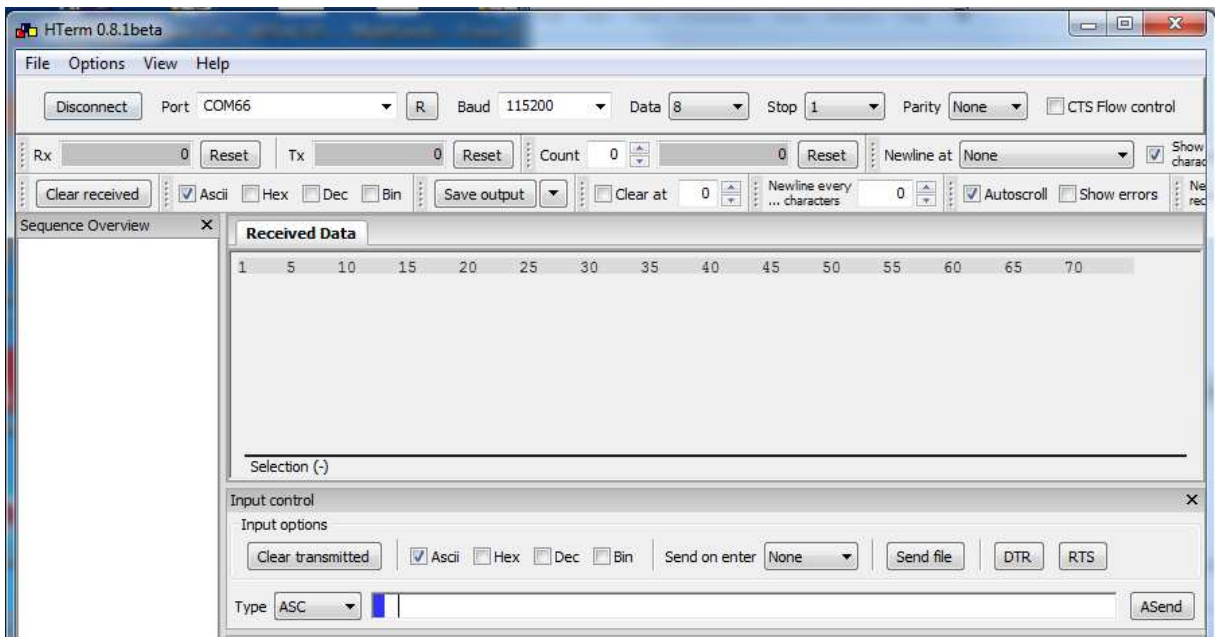 HTerm 0.8.1beta
File Options View Help
Disconnect Port COM66 R Baud 115200 Data 8 Stop 1 Parity None CTS Flow control
Rx 0 Reset Tx 0 Reset Count 0 0 Reset Newline at None Show
charac
Clear received Ascii Hex Dec Bin Save output Clear at 0 Newline every
... characters 0 Autoscroll Show errors Ne
rec
Sequence Overview X
Received Data
1 5 10 15 20 25 30 35 40 45 50 55 60 65 70
Selection (-)
Input control X
Input options
Clear transmitted Ascii Hex Dec Bin Send on enter None Send file DTR RTS
Type ASC ASend